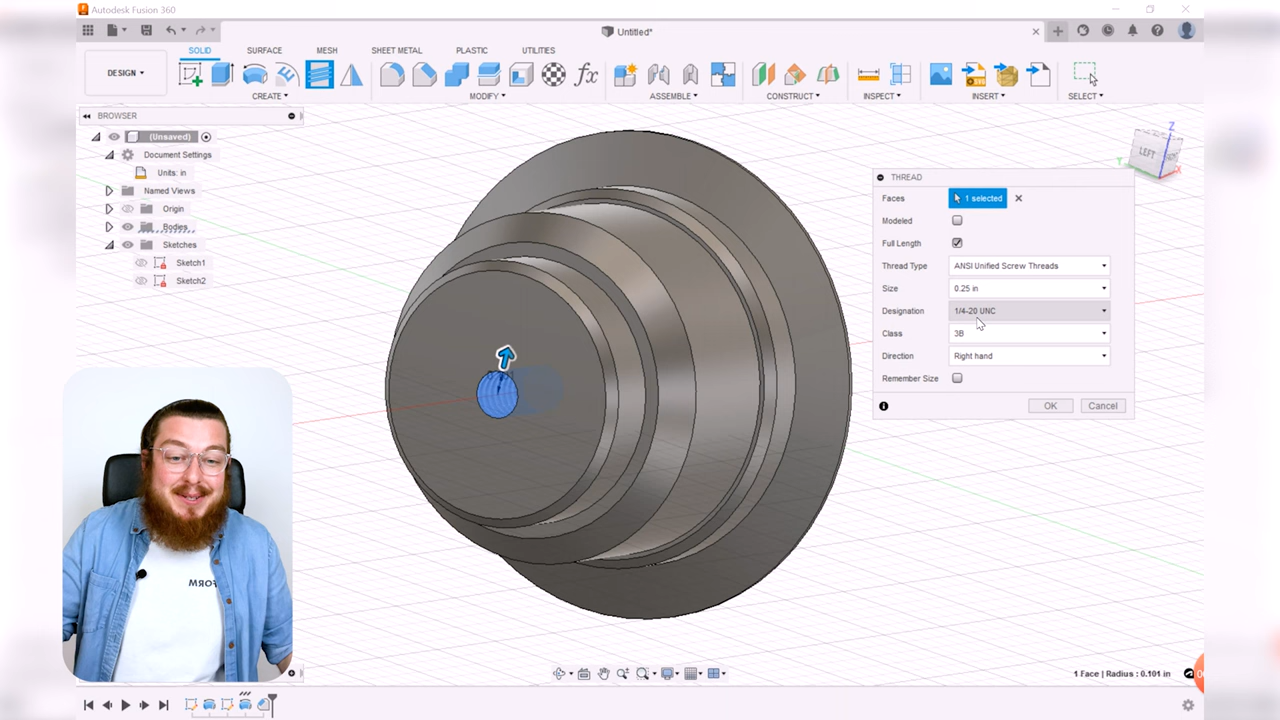 Autodesk Fusion 360
Untitled*
SOLID
SURFACE
MESH
SHEET METAL
PLASTIC
UTILITIES
DESIGN
CREATE
MODIFY
ASSEMBLE
CONSTRUCT
INSPECT
INSERT
SELECT
BROWSER
(Unsaved)
Document Settings
Units: in
Named Views
Origin
Bodies
Sketches
Sketch1
Sketch2
Z
LEFT
Y
X
THREAD
Faces 1 selected
Modeled
Full Length
Thread Type ANSI Unified Screw Threads
Size 0.25 in
Designation 1/4-20 UNC
Class 3B
Direction Right hand
Remember Size
OK Cancel
1 Face | Radius : 0.101 in